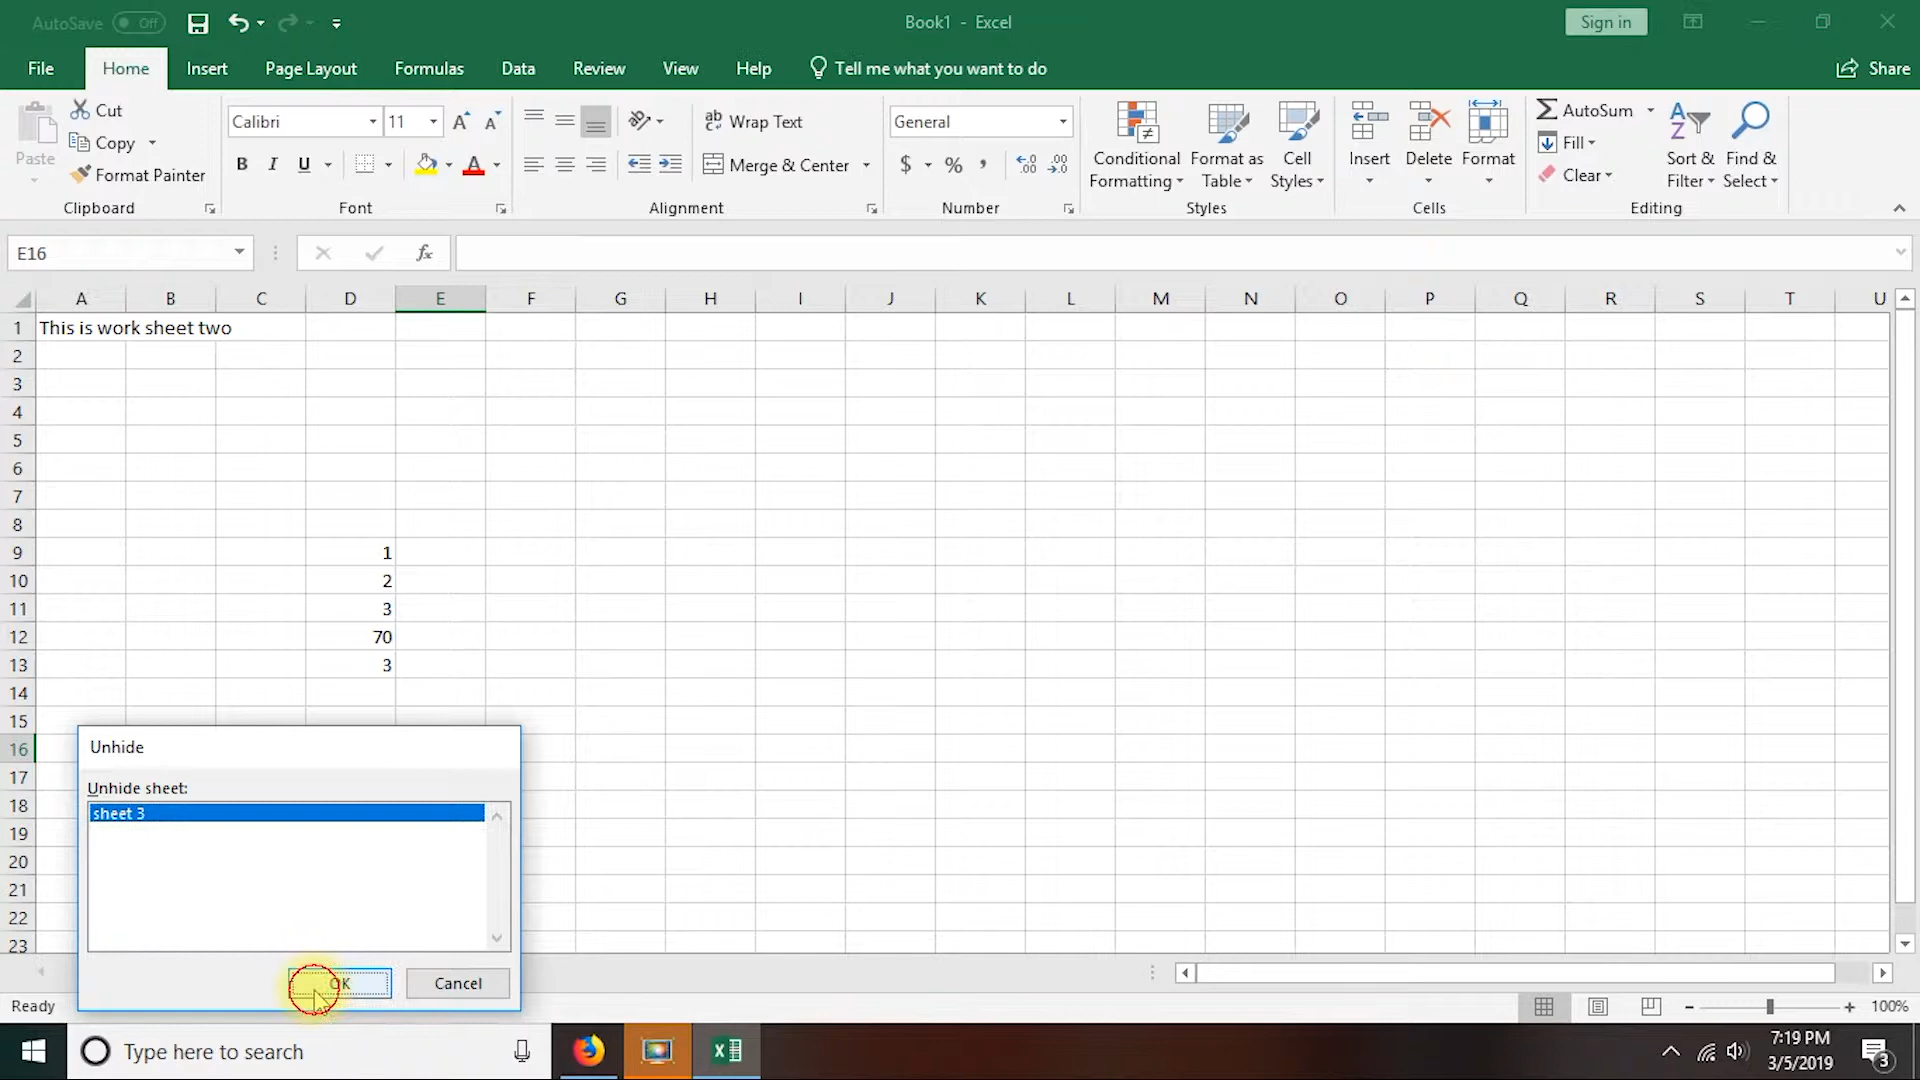 AutoSave Off
Book1 - Excel
Sign in
File Home Insert Page Layout Formulas Data Review View Help Tell me what you want to do Share
Paste
Cut
Copy
Format Painter
Clipboard
Calibri 11
B I U
Font
ab Wrap Text
Merge & Center
Alignment
General
$ % ,
Number
Conditional Formatting
Format as Table
Cell Styles
Styles
Insert
Delete
Format
Cells
AutoSum
Fill
Clear
Sort & Filter
Find & Select
Editing
E16
fx
A B C D E F G H I J K L M N O P Q R S T U
1 This is work sheet two
2
3
4
5
6
7
8
9 1
10 2
11 3
12 70
13 3
14
15
16
17
18
19
20
21
22
23
Unhide
Unhide sheet:
sheet 3
OK
Cancel
Ready
100%
Type here to search
7:19 PM
3/5/2019
3